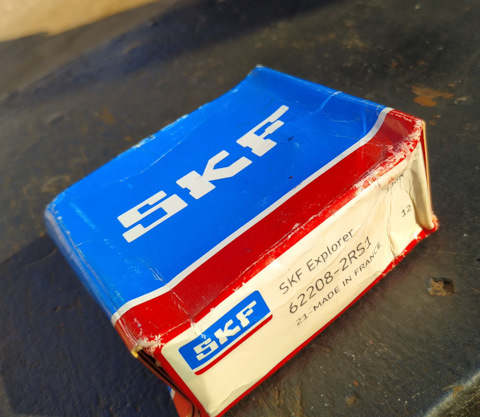 SKF
SKF
SKF Explorer
62208-2RS1
21-MADE IN FRANCE
12